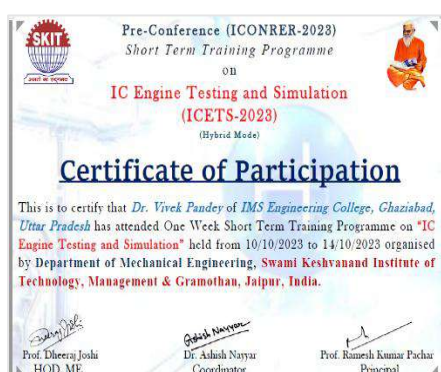 SKIT
Pre-Conference (ICONRER-2023)
Short Term Training Programme
on
IC Engine Testing and Simulation
(ICETS-2023)
(Hybrid Mode)
Certificate of Participation
This is to certify that Dr. Vivek Pandey of IMS Engineering College, Ghaziabad,
Uttar Pradesh has attended One Week Short Term Training Programme on "IC
Engine Testing and Simulation" held from 10/10/2023 to 14/10/2023 organised
by Department of Mechanical Engineering, Swami Keshvanand Institute of
Technology, Management & Gramothan, Jaipur, India.
Ashish Nayyar
Prof. Dheeraj Joshi
HOD, ME
Dr. Ashish Nayyar
Coordinator
Prof. Ramesh Kumar Pachar
Principal